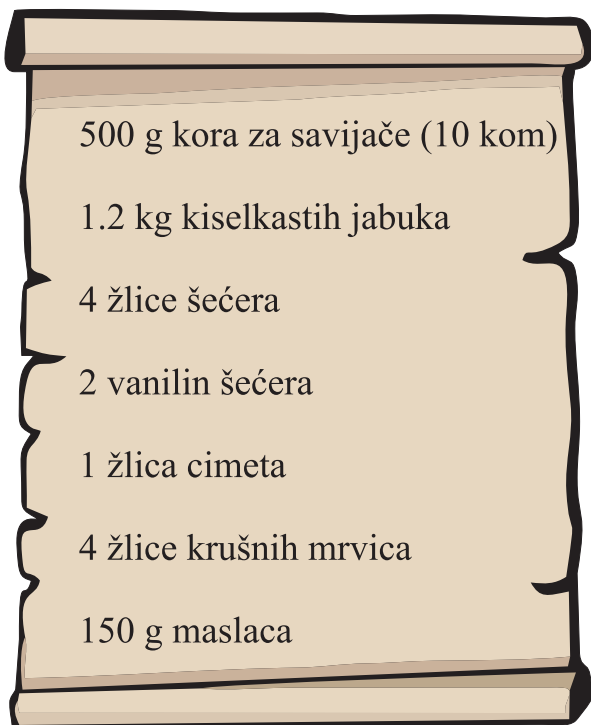 500 g kora za savijače (10 kom)
1.2 kg kiselkastih jabuka
4 žlice šećera
2 vanilin šećera
1 žlica cimeta
4 žlice krušnih mrvica
150 g maslaca